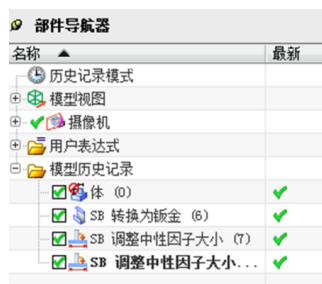 部件导航器
名称 最新
历史记录模式
模型视图
摄像机
用户表达式
模型历史记录
体 (0)
SB 转换为钣金 (6)
SB 调整中性因子大小 (7)
SB 调整中性因子大小...